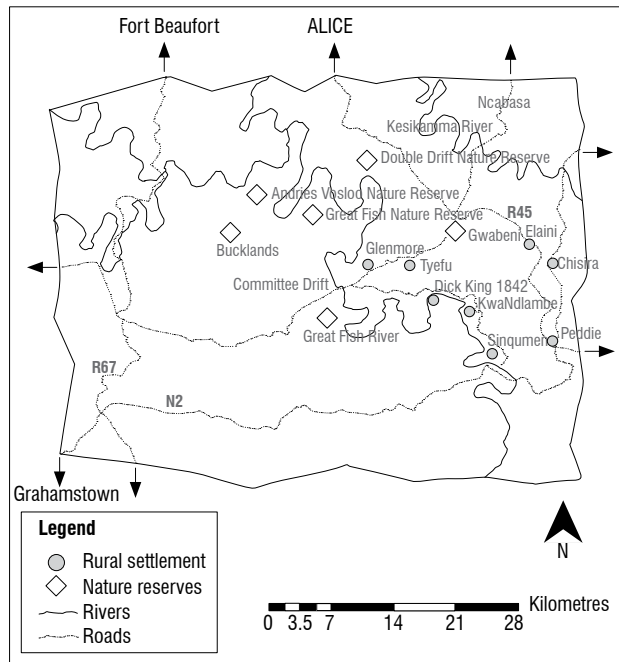 Fort Beaufort
ALICE
Ncabasa
Kesikamma River
Double Drift Nature Reserve
Andries Vosloo Nature Reserve
Great Fish Nature Reserve
R45
Bucklands
Gwabeni
Elaini
Glenmore
Tyefu
Chisira
Committee Drift
Dick King 1842
KwaNdlambe
Great Fish River
Sinqumeni
Peddie
R67
N2
Grahamstown
Legend
Rural settlement
Nature reserves
Rivers
Roads
N
Kilometres
0 3.5 7 14 21 28